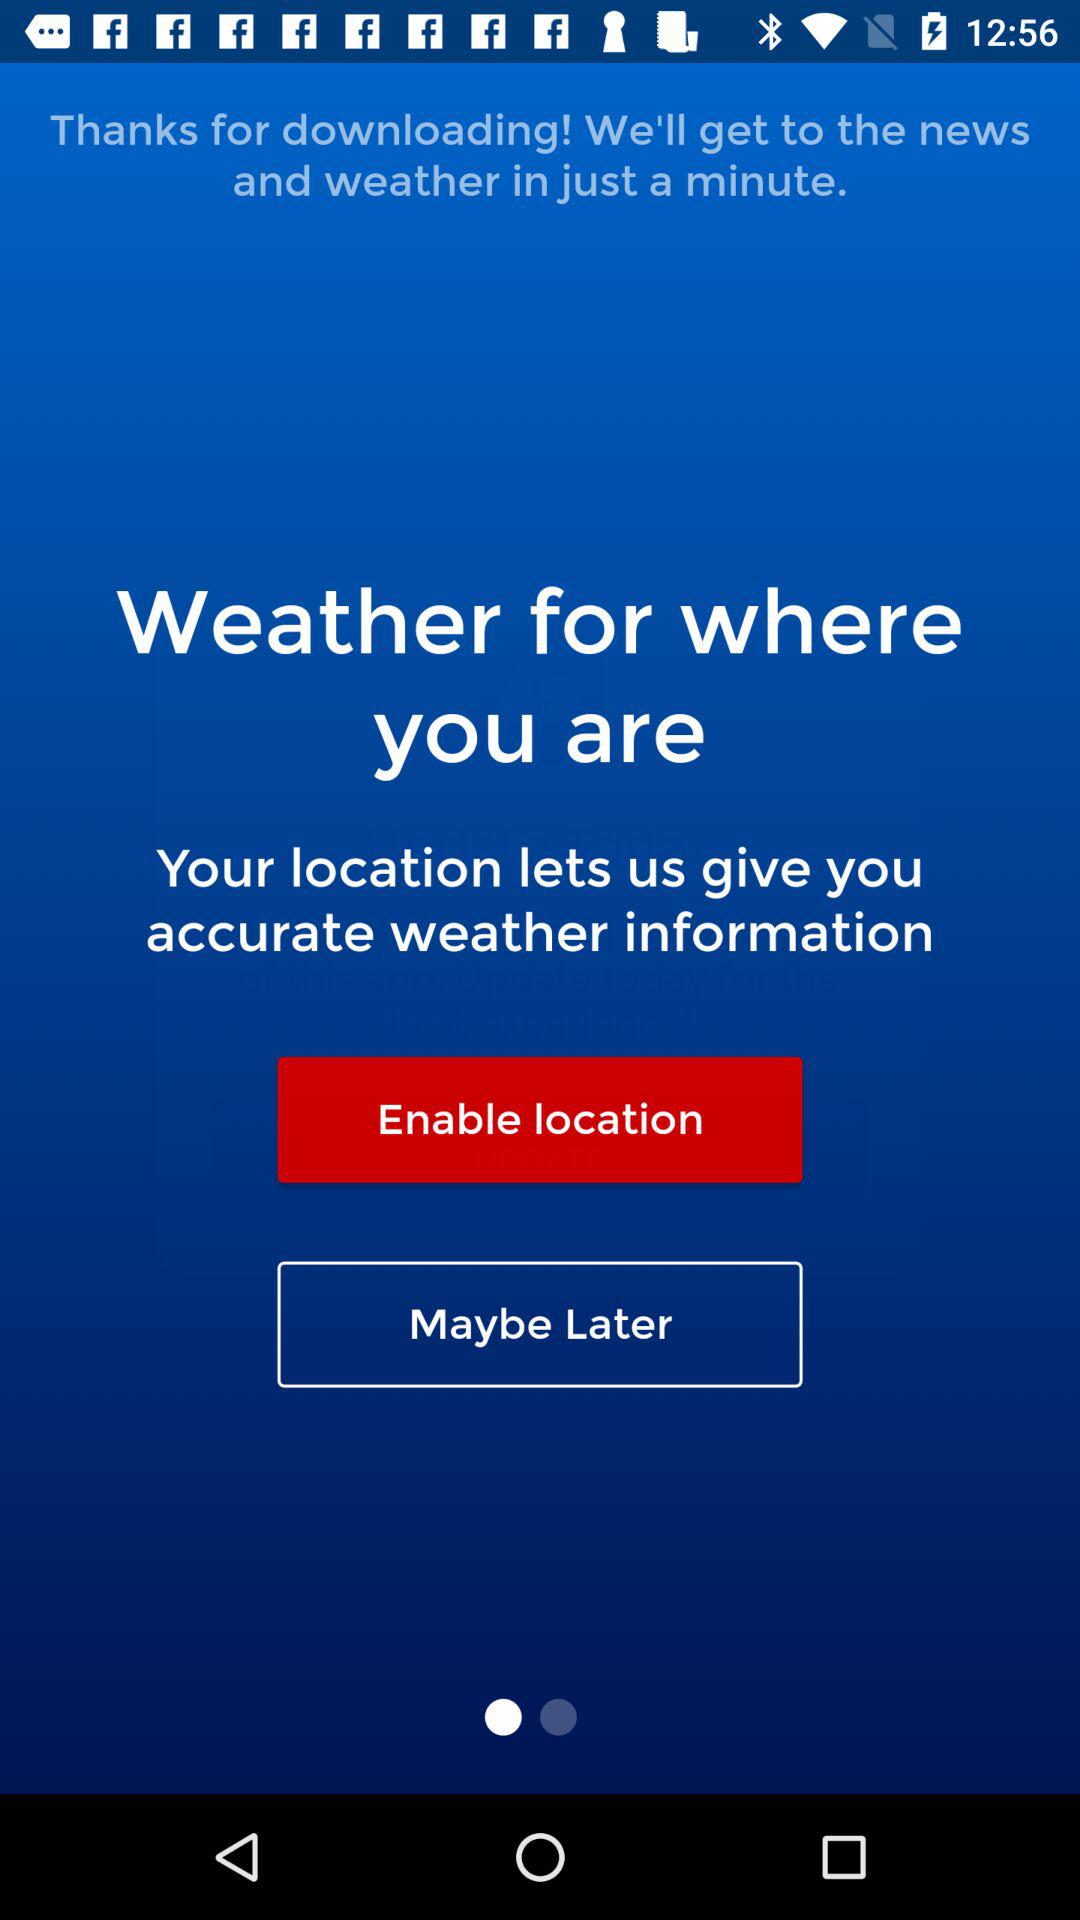 12:56
Thanks for downloading! We'll get to the news
and weather in just a minute.
Weather for where
you are
Your location lets us give you
accurate weather information
Enable location
Maybe Later